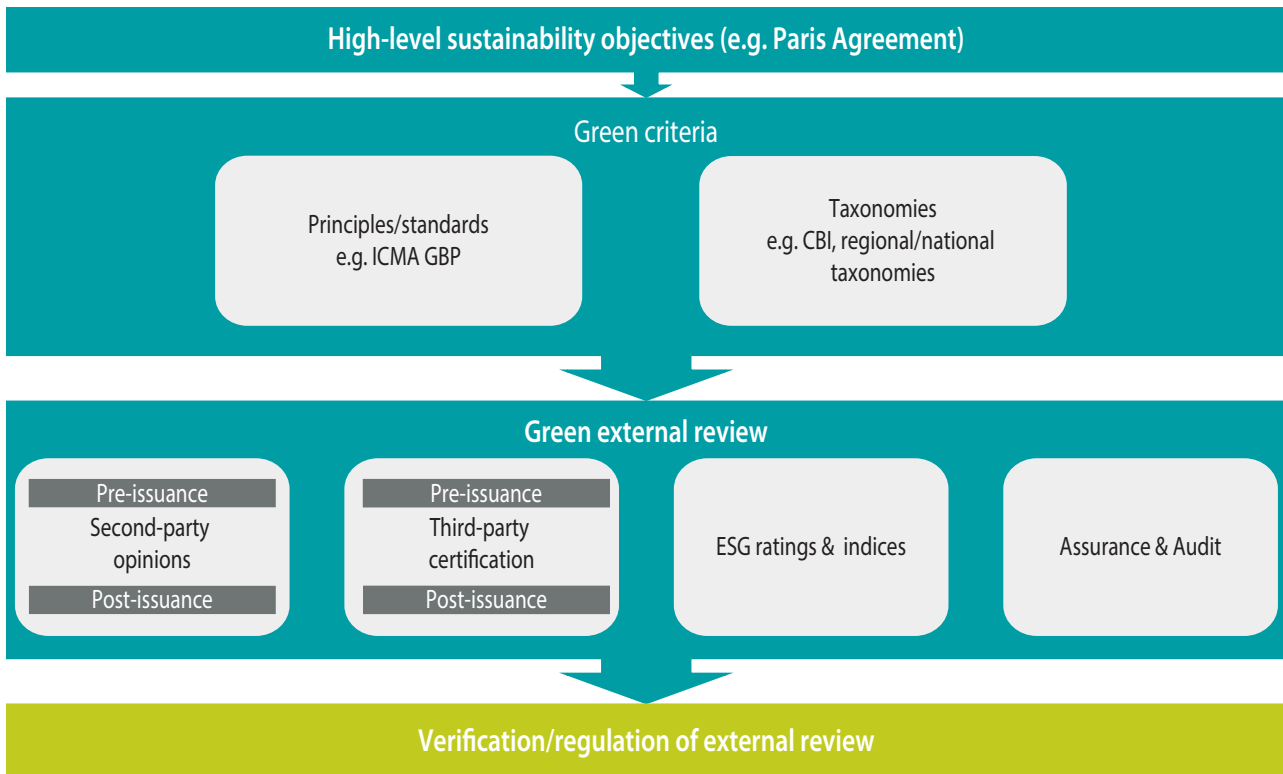 High-level sustainability objectives (e.g. Paris Agreement)
Green criteria
Principles/standards
e.g. ICMA GBP
Taxonomies
e.g. CBI, regional/national
taxonomies
Green external review
Pre-issuance
Second-party
opinions
Post-issuance
Pre-issuance
Third-party
certification
Post-issuance
ESG ratings & indices
Assurance & Audit
Verification/regulation of external review